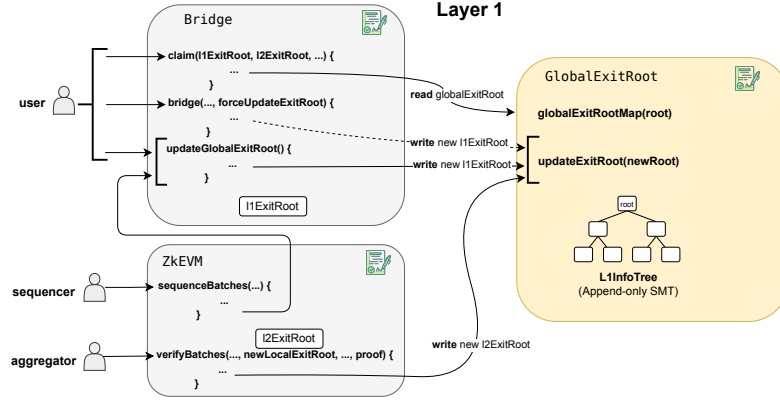 Layer 1
Bridge
claim(l1ExitRoot, l2ExitRoot, ...) {
...
}
bridge(..., forceUpdateExitRoot) {
...
}
updateGlobalExitRoot() {
...
}
l1ExitRoot
user
read globalExitRoot
write new l1ExitRoot
write new l1ExitRoot
GlobalExitRoot
globalExitRootMap(root)
updateExitRoot(newRoot)
root
L1InfoTree
(Append-only SMT)
ZkEVM
sequencer
sequenceBatches(...) {
...
}
l2ExitRoot
aggregator
verifyBatches(..., newLocalExitRoot, ..., proof) {
...
}
write new l2ExitRoot